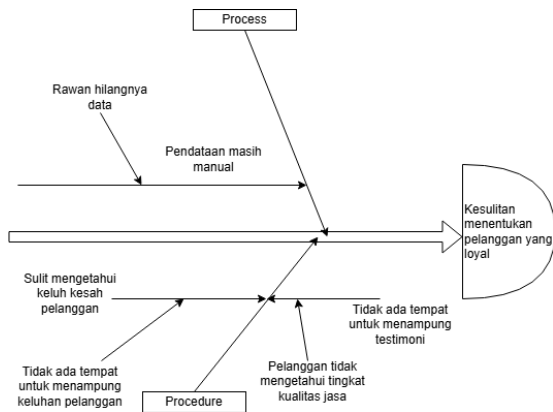 Process
Rawan hilangnya
data
Pendataan masih
manual
Kesulitan
menentukan
pelanggan yang
loyal
Sulit mengetahui
keluh kesah
pelanggan
Tidak ada tempat
untuk menampung
testimoni
Tidak ada tempat
untuk menampung
keluhan pelanggan
Pelanggan tidak
mengetahui tingkat
kualitas jasa
Procedure